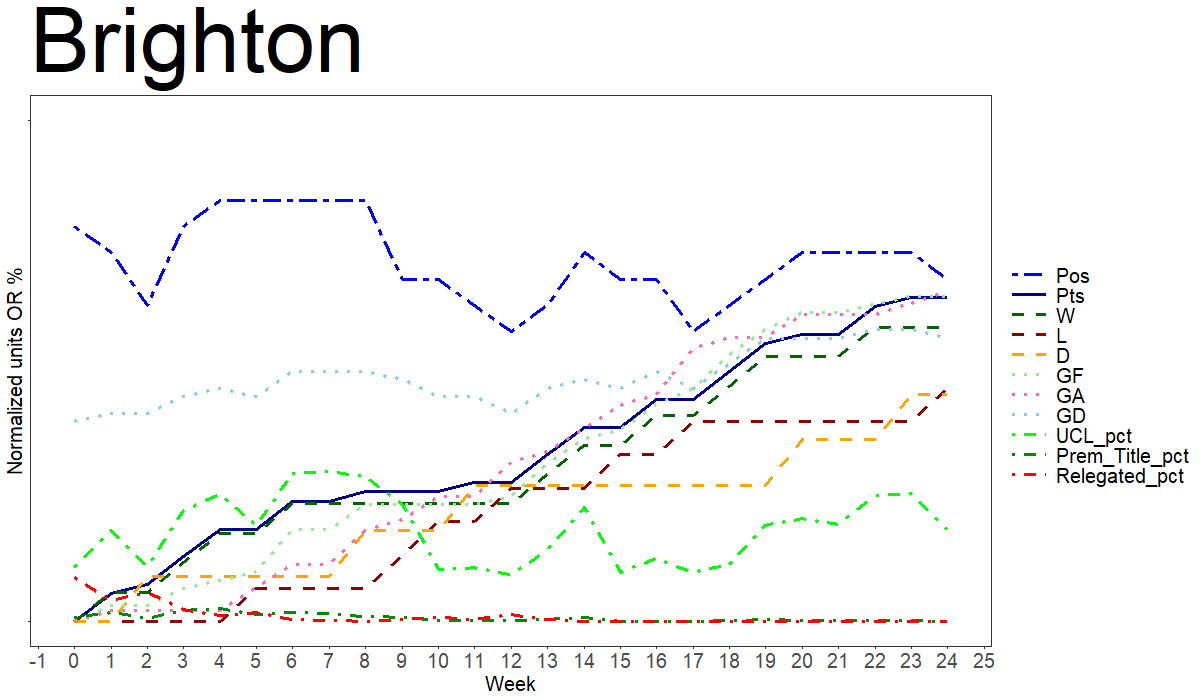 Brighton
Normalized units OR %
Pos
Pts
W
L
D
GF
GA
GD
UCL_pct
Prem_Title_pct
Relegated_pct
-1 0 1 2 3 4 5 6 7 8 9 10 11 12 13 14 15 16 17 18 19 20 21 22 23 24 25
Week